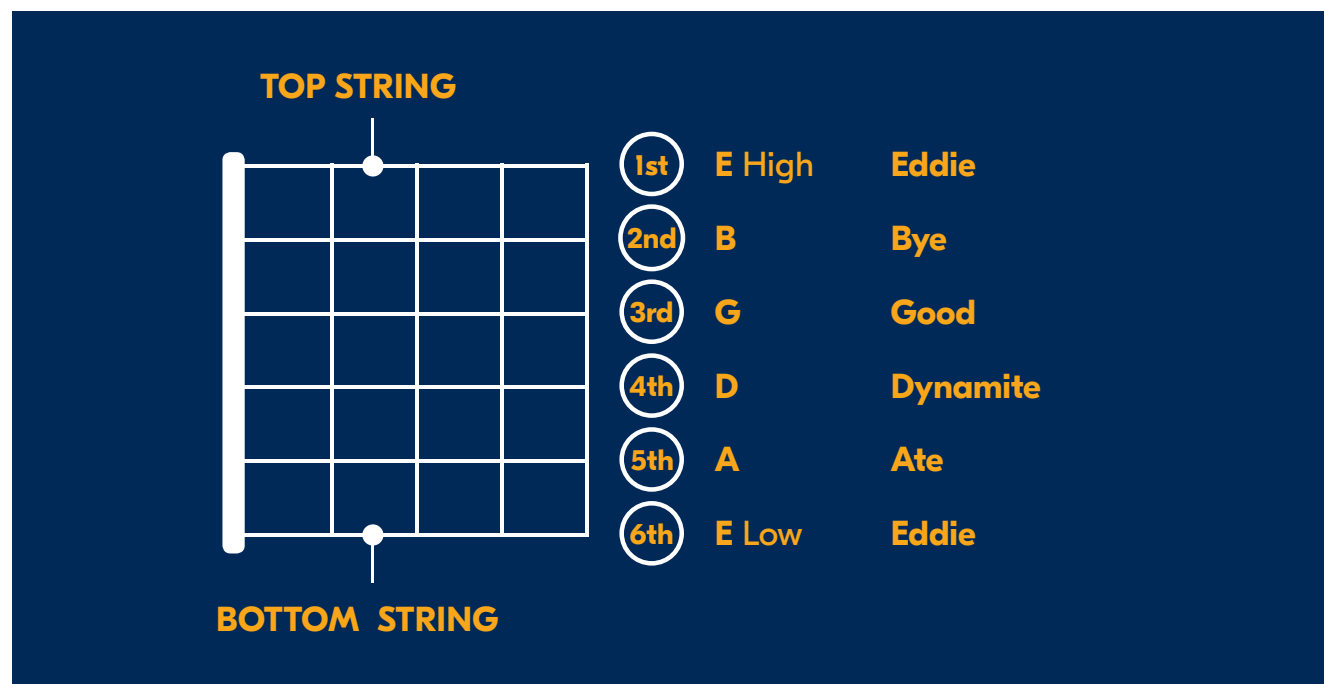 TOP STRING
1st E High Eddie
2nd B Bye
3rd G Good
4th D Dynamite
5th A Ate
6th E Low Eddie
BOTTOM STRING